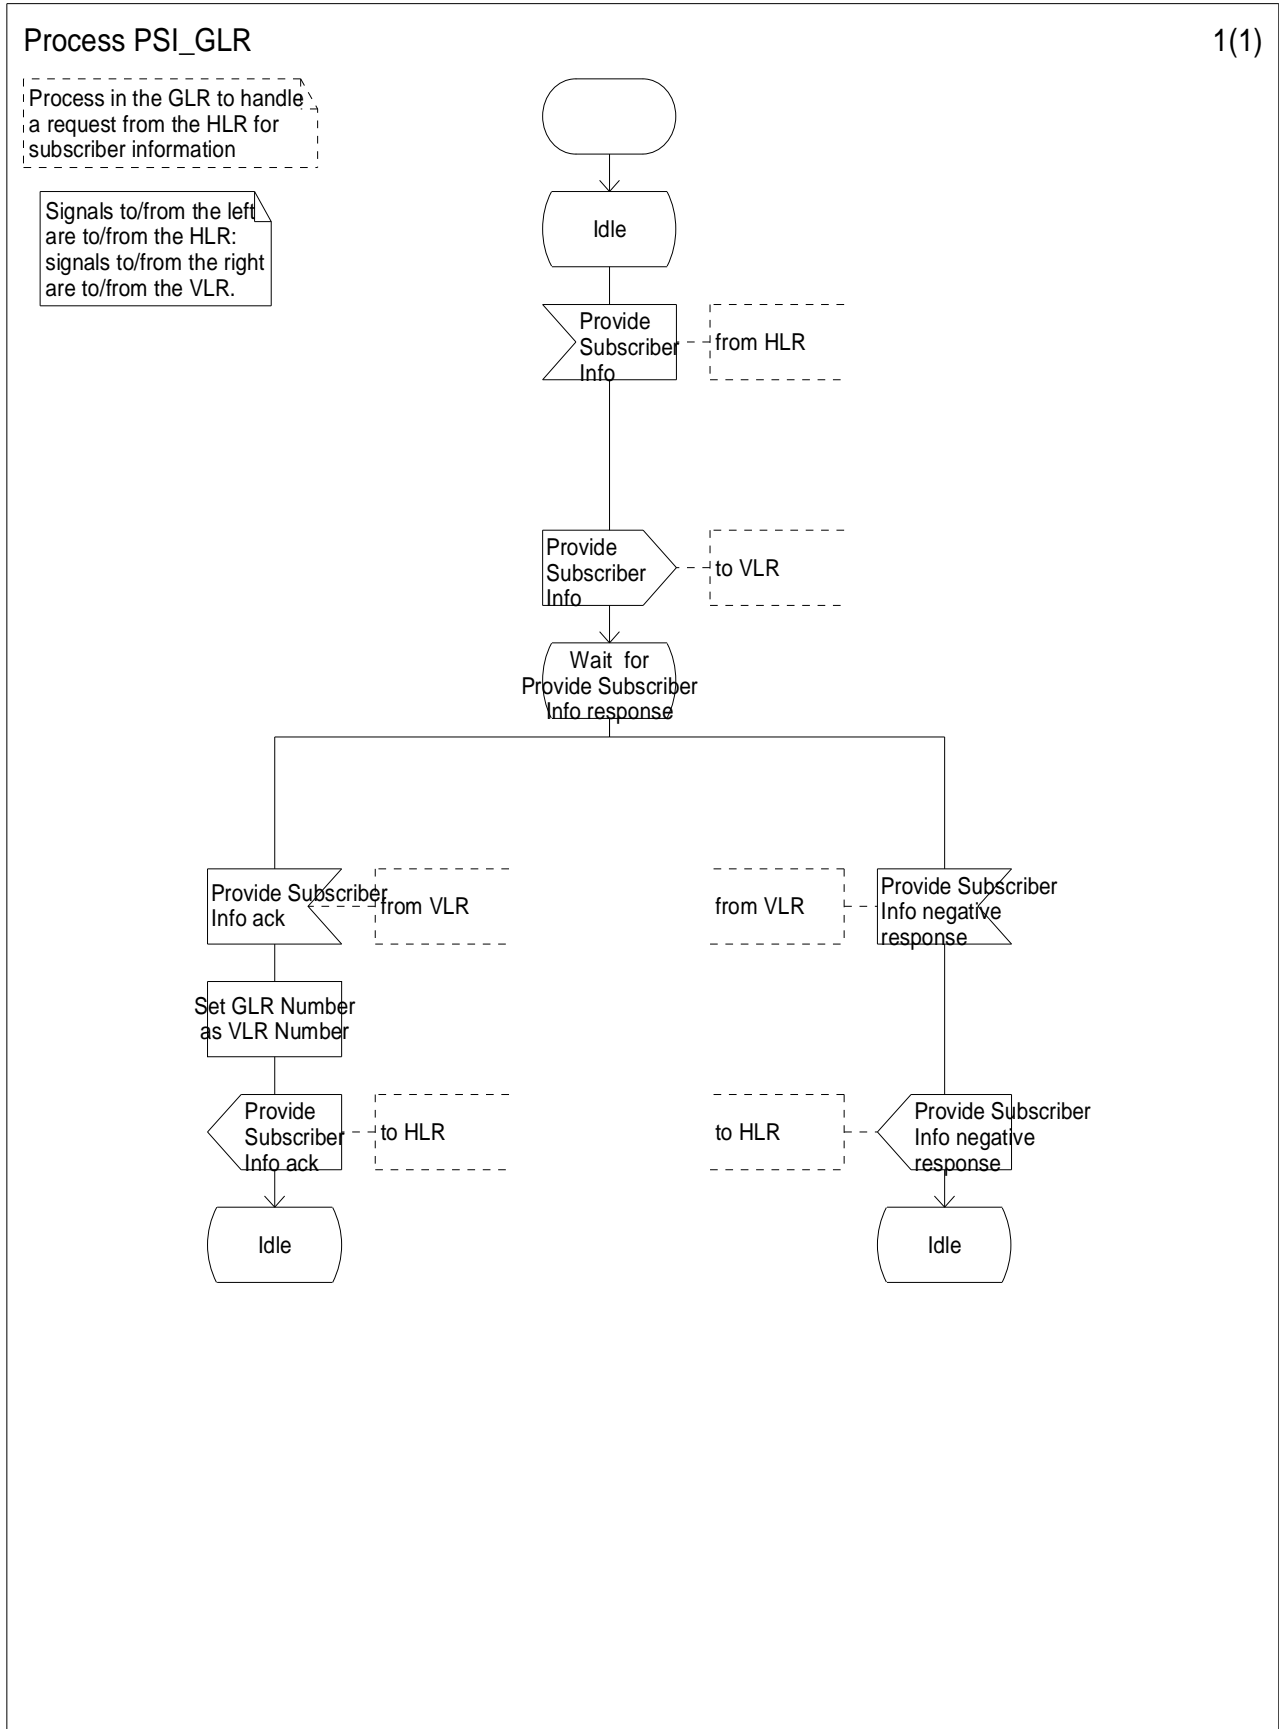 Process PSI_GLR
1(1)
Process in the GLR to handle
a request from the HLR for
subscriber information
Signals to/from the left
are to/from the HLR:
signals to/from the right
are to/from the VLR.
Idle
Provide
Subscriber
Info
from HLR
Provide
Subscriber
Info
to VLR
Wait for
Provide Subscriber
Info response
Provide Subscriber
Info ack
from VLR
from VLR
Provide Subscriber
Info negative
response
Set GLR Number
as VLR Number
Provide
Subscriber
Info ack
to HLR
to HLR
Provide Subscriber
Info negative
response
Idle
Idle